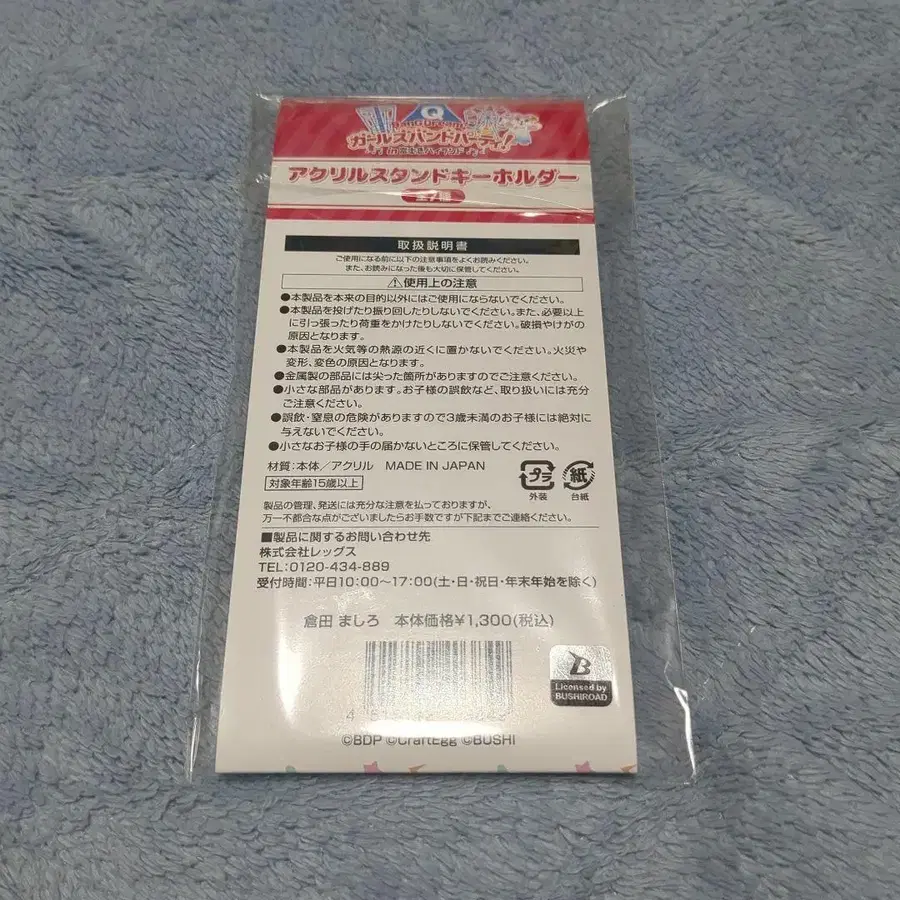 Q
BanG Dream!
ガールズバンドパーティ!
in 富士急ハイランド
アクリルスタンドキーホルダー
全7種
取扱説明書
ご使用になる前に以下の注意事項をよくお読みください。
また、お読みになった後も大切に保管してください。
⚠使用上の注意
●本製品を本来の目的以外にはご使用にならないでください。
●本製品を投げたり振り回したりしないでください。また、必要以上
に引っ張ったり荷重をかけたりしないでください。破損やけがの
原因となります。
●本製品を火気等の熱源の近くに置かないでください。火災や
変形、変色の原因となります。
●金属製の部品には尖った箇所がありますのでご注意ください。
●小さな部品があります。お子様の誤飲など、取り扱いには充分
ご注意ください。
●誤飲・窒息の危険がありますので3歳未満のお子様には絶対に
与えないでください。
●小さなお子様の手の届かないところに保管してください。
材質:本体/アクリル MADE IN JAPAN
対象年齢15歳以上
プラ
外装
紙
台紙
製品の管理、発送には充分な注意を払っておりますが、
万一不都合な点がございましたらお手数ですが下記までご連絡ください。
■製品に関するお問い合わせ先
株式会社レッグス
TEL:0120-434-889
受付時間:平日10:00～17:00(土・日・祝日・年末年始を除く)
倉田 ましろ 本体価格¥1,300(税込)
B
Licensed by
BUSHIROAD
©BDP ©CraftEgg ©BUSHI